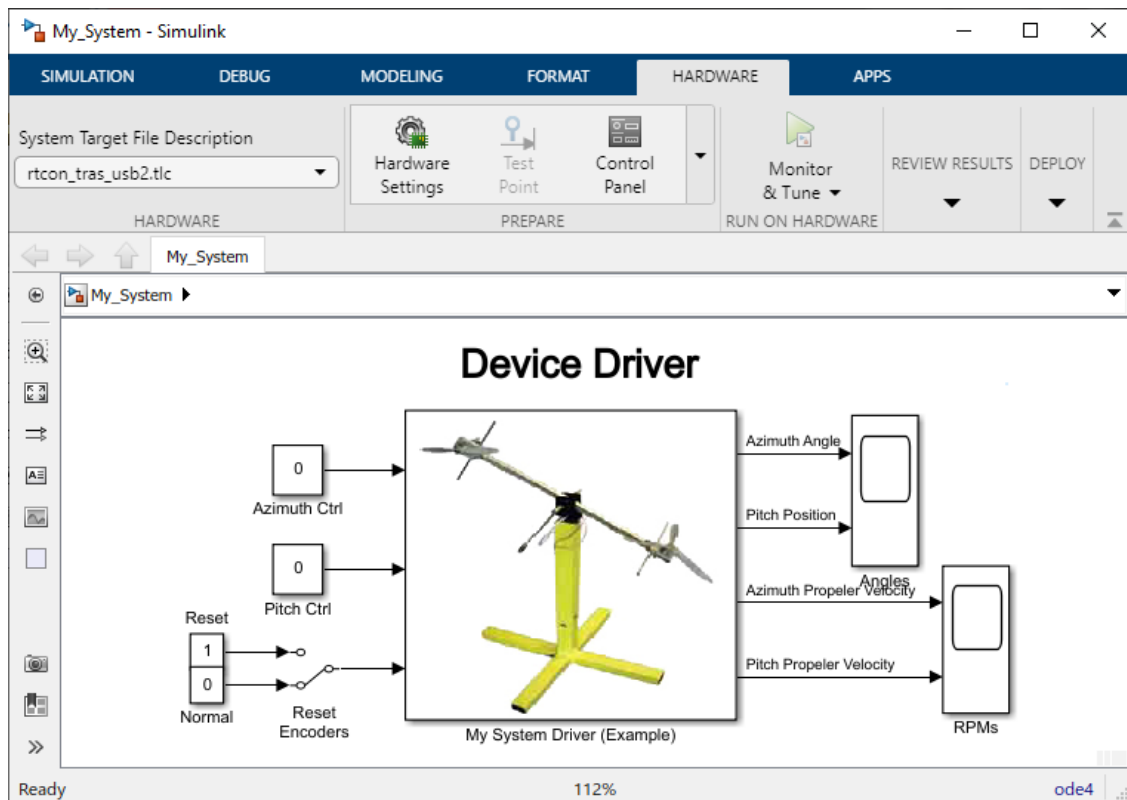 My_System - Simulink
SIMULATION DEBUG MODELING FORMAT HARDWARE APPS
System Target File Description
rtcon_tras_usb2.tlc
Hardware
Settings
Test
Point
Control
Panel
Monitor
& Tune
REVIEW RESULTS
DEPLOY
HARDWARE
PREPARE
RUN ON HARDWARE
My_System
My_System
Device Driver
0
Azimuth Ctrl
0
Pitch Ctrl
Reset
1
0
Normal
Reset
Encoders
My System Driver (Example)
Azimuth Angle
Pitch Position
Angles
Azimuth Propeler Velocity
Pitch Propeler Velocity
RPMs
Ready
112%
ode4